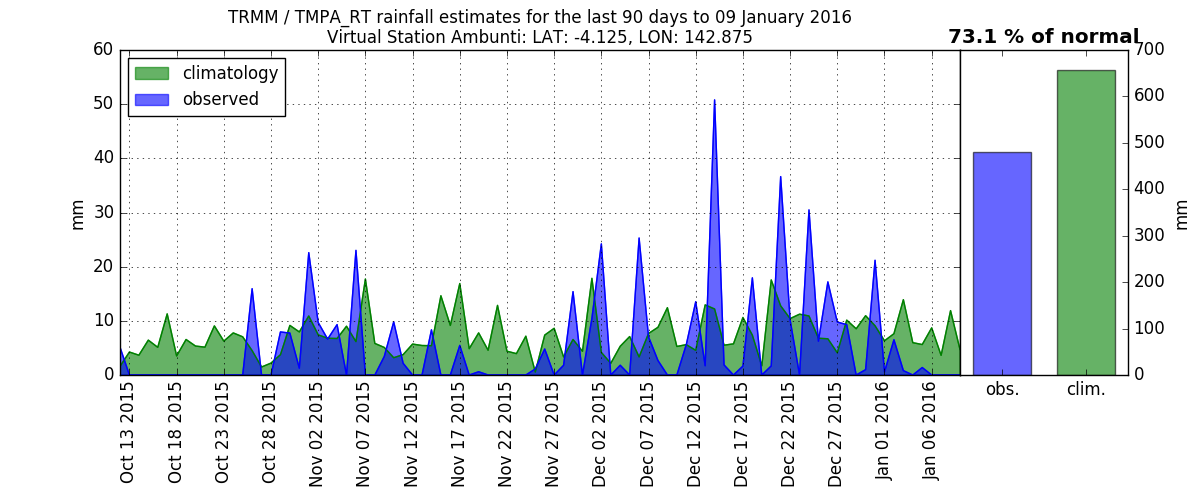 TRMM / TMPA_RT rainfall estimates for the last 90 days to 09 January 2016
Virtual Station Ambunti: LAT: -4.125, LON: 142.875
73.1 % of normal
climatology
observed
60
50
40
30
20
10
0
mm
Oct 13 2015
Oct 18 2015
Oct 23 2015
Oct 28 2015
Nov 02 2015
Nov 07 2015
Nov 12 2015
Nov 17 2015
Nov 22 2015
Nov 27 2015
Dec 02 2015
Dec 07 2015
Dec 12 2015
Dec 17 2015
Dec 22 2015
Dec 27 2015
Jan 01 2016
Jan 06 2016
obs.
clim.
700
600
500
400
300
200
100
0
mm